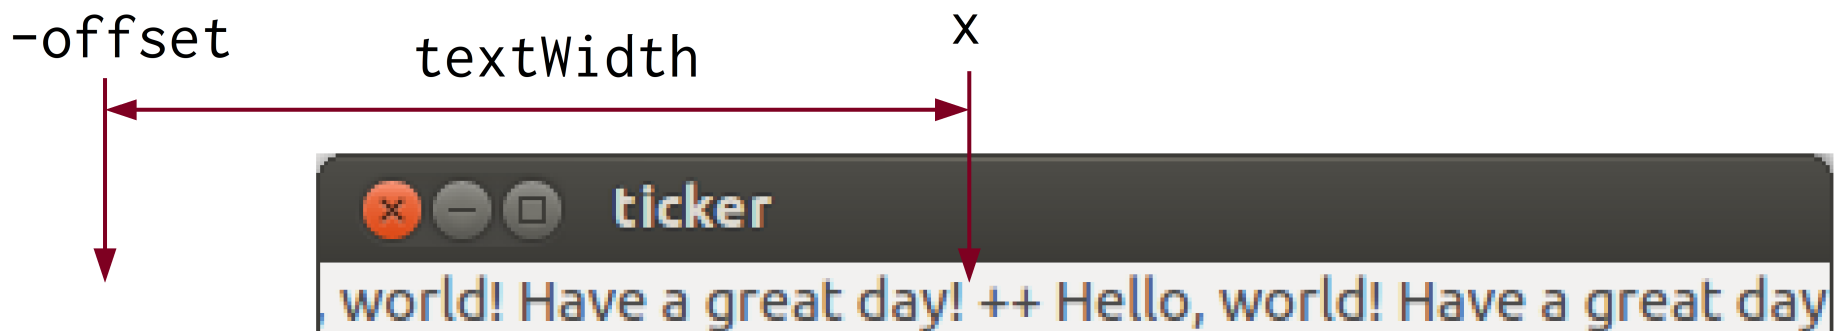 -offset
textWidth
x
ticker
, world! Have a great day! ++ Hello, world! Have a great day